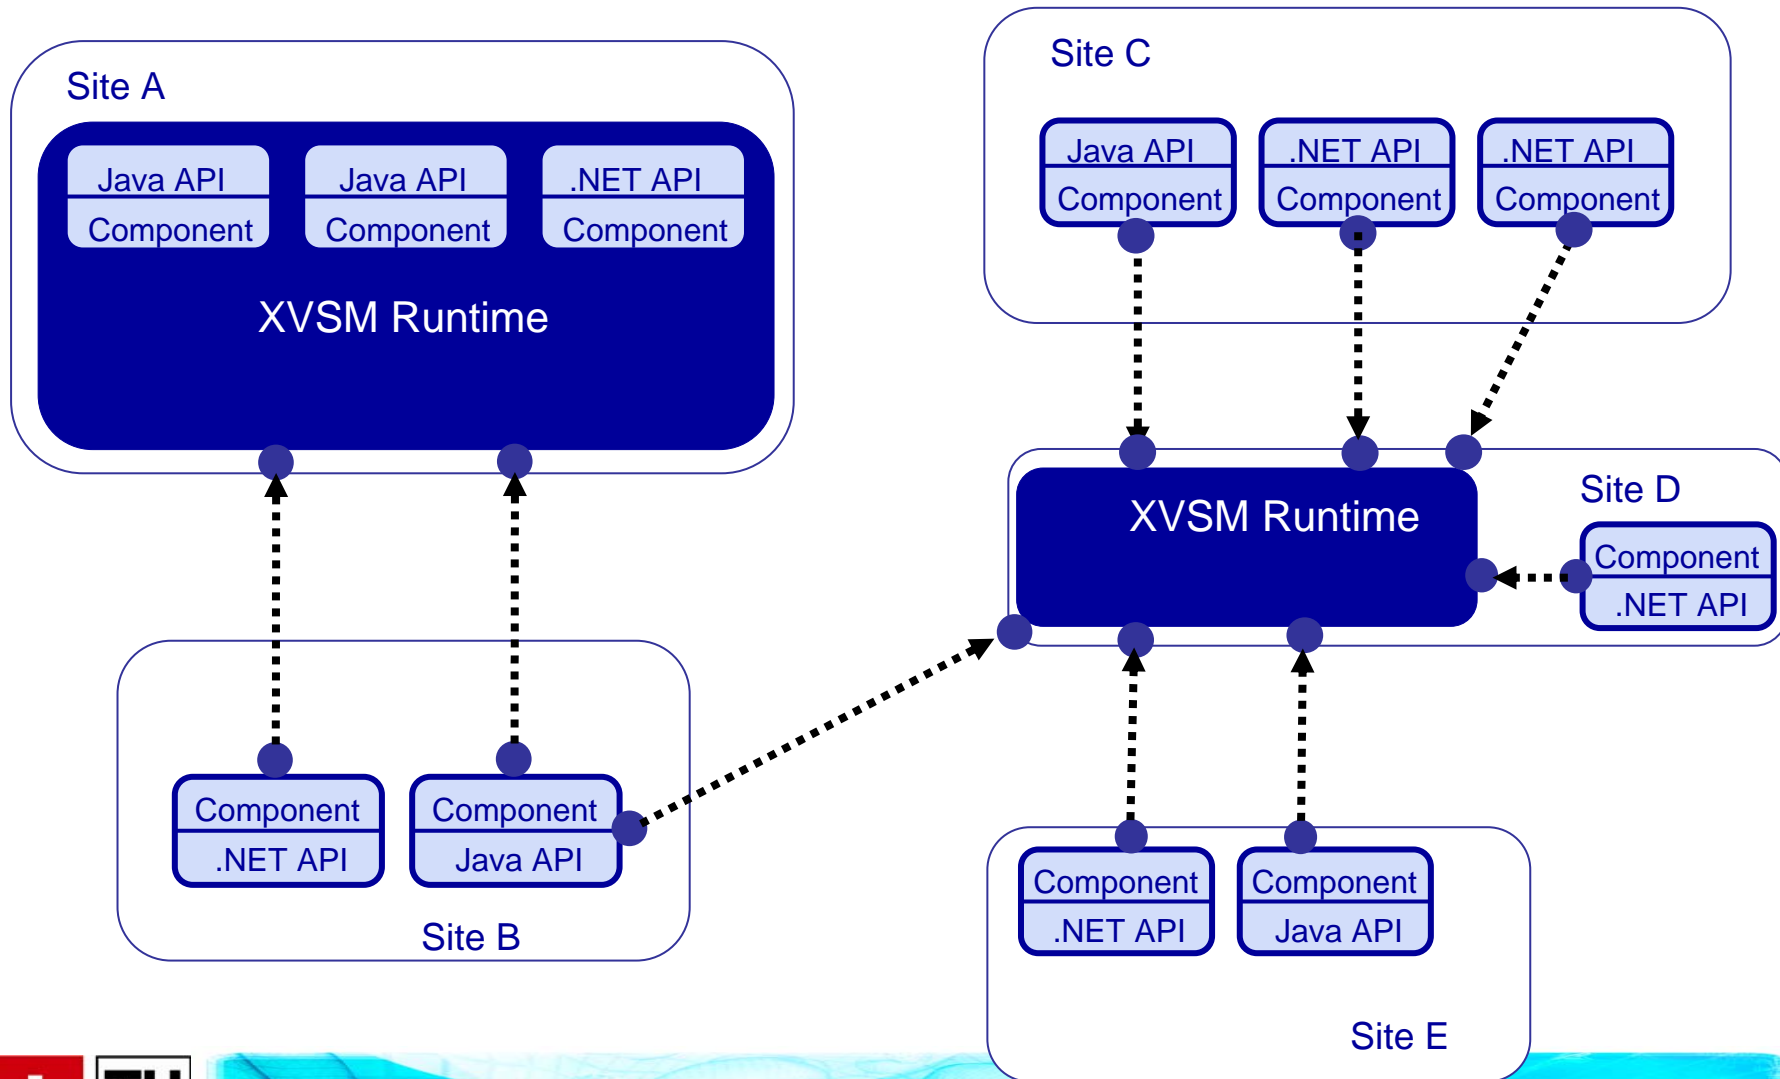 Site A
Java API
Component
Java API
Component
.NET API
Component
XVSM Runtime
Site C
Java API
Component
.NET API
Component
.NET API
Component
XVSM Runtime
Site D
Component
.NET API
Component
.NET API
Component
Java API
Site B
Component
.NET API
Component
Java API
Site E